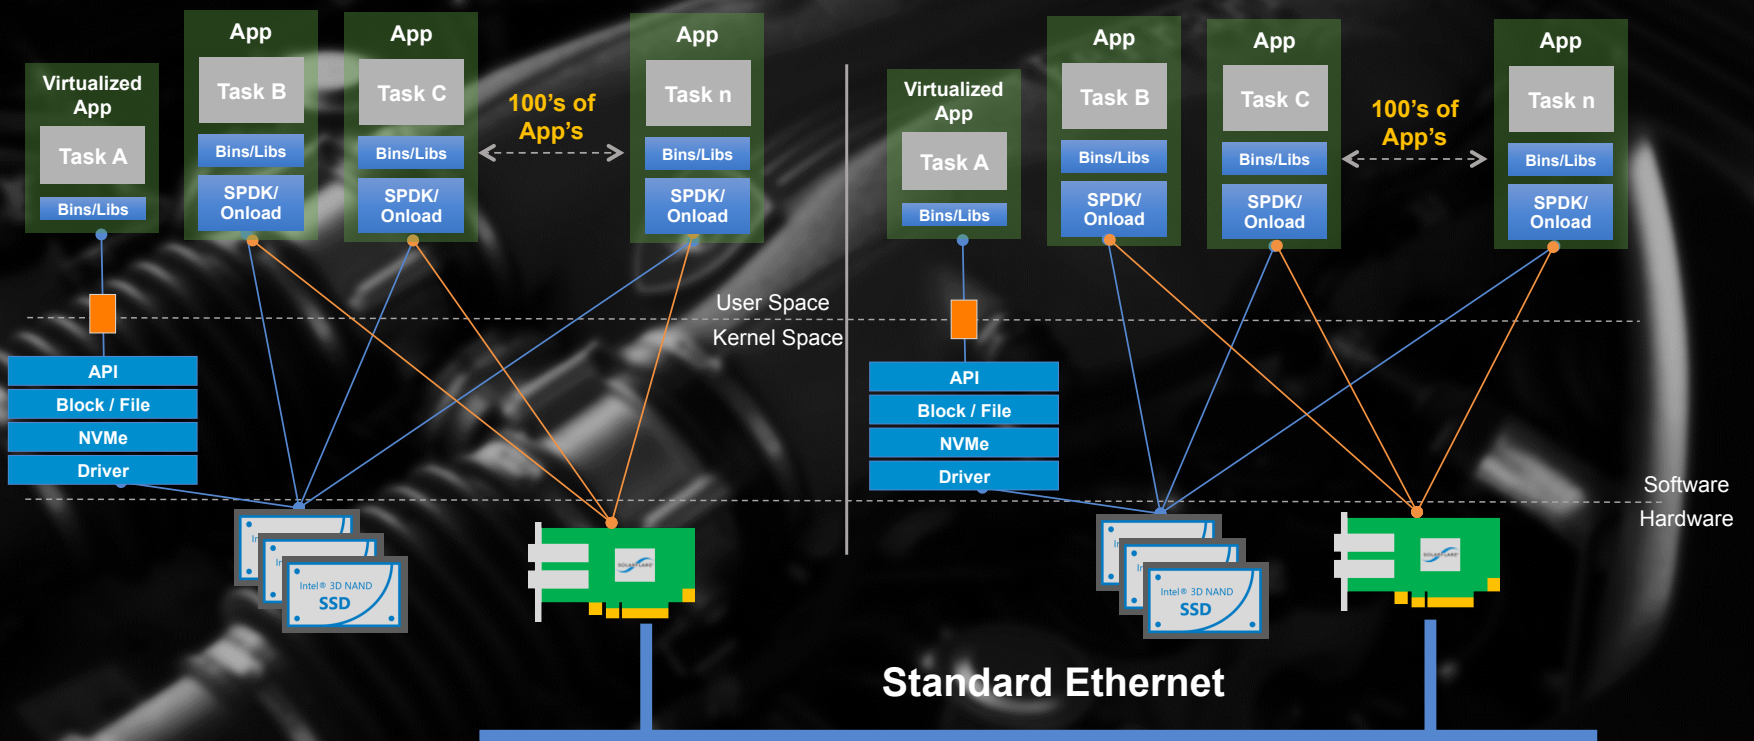 App
App
App
Virtualized
App
Task B
Task C
Task n
100's of
App's
Task A
Bins/Libs
Bins/Libs
Bins/Libs
Bins/Libs
SPDK/
Onload
SPDK/
Onload
SPDK/
Onload
User Space
Kernel Space
API
Block / File
NVMe
Driver
Intel® 3D NAND
SSD
App
App
App
Virtualized
App
Task B
Task C
Task n
100's of
App's
Task A
Bins/Libs
Bins/Libs
Bins/Libs
Bins/Libs
SPDK/
Onload
SPDK/
Onload
SPDK/
Onload
API
Block / File
NVMe
Driver
Software
Hardware
Intel® 3D NAND
SSD
Standard Ethernet